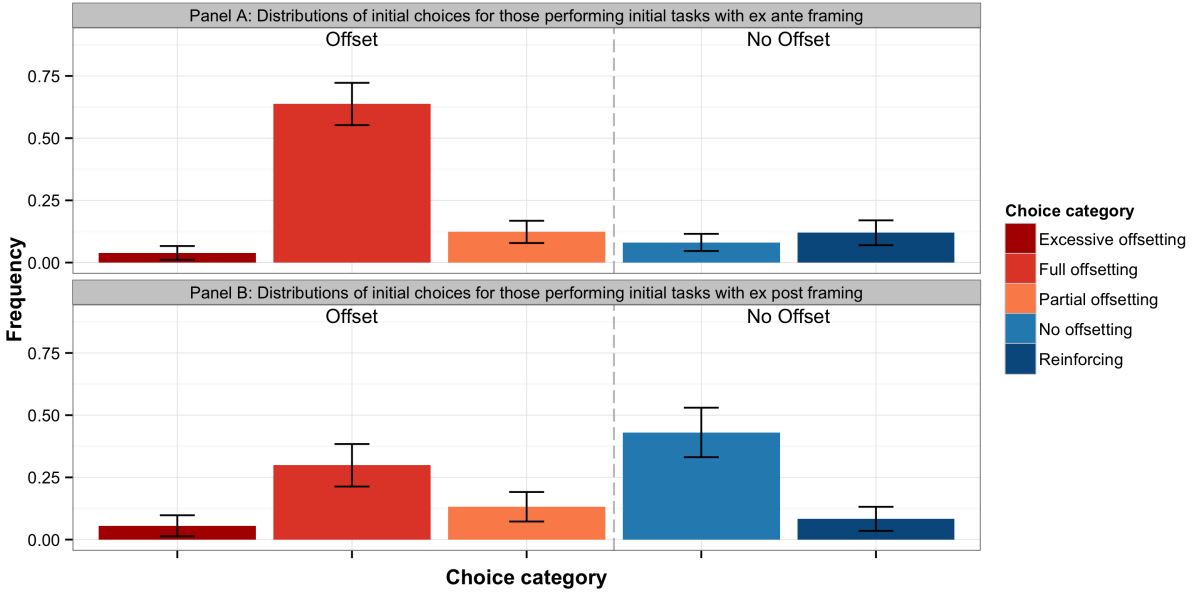 Panel A: Distributions of initial choices for those performing initial tasks with ex ante framing
Offset
No Offset
0.75
0.50
0.25
0.00
Panel B: Distributions of initial choices for those performing initial tasks with ex post framing
Offset
No Offset
0.75
0.50
0.25
0.00
Frequency
Choice category
Choice category
Excessive offsetting
Full offsetting
Partial offsetting
No offsetting
Reinforcing